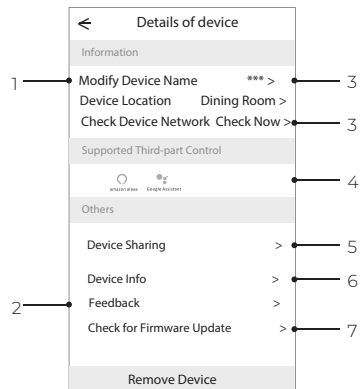 Details of device
Information
1 Modify Device Name *** > 3
Device Location Dining Room >
Check Device Network Check Now > 3
Supported Third-part Control
amazon alexa Google Assistant 4
Others
Device Sharing > 5
Device Info > 6
2 Feedback >
Check for Firmware Update > 7
Remove Device